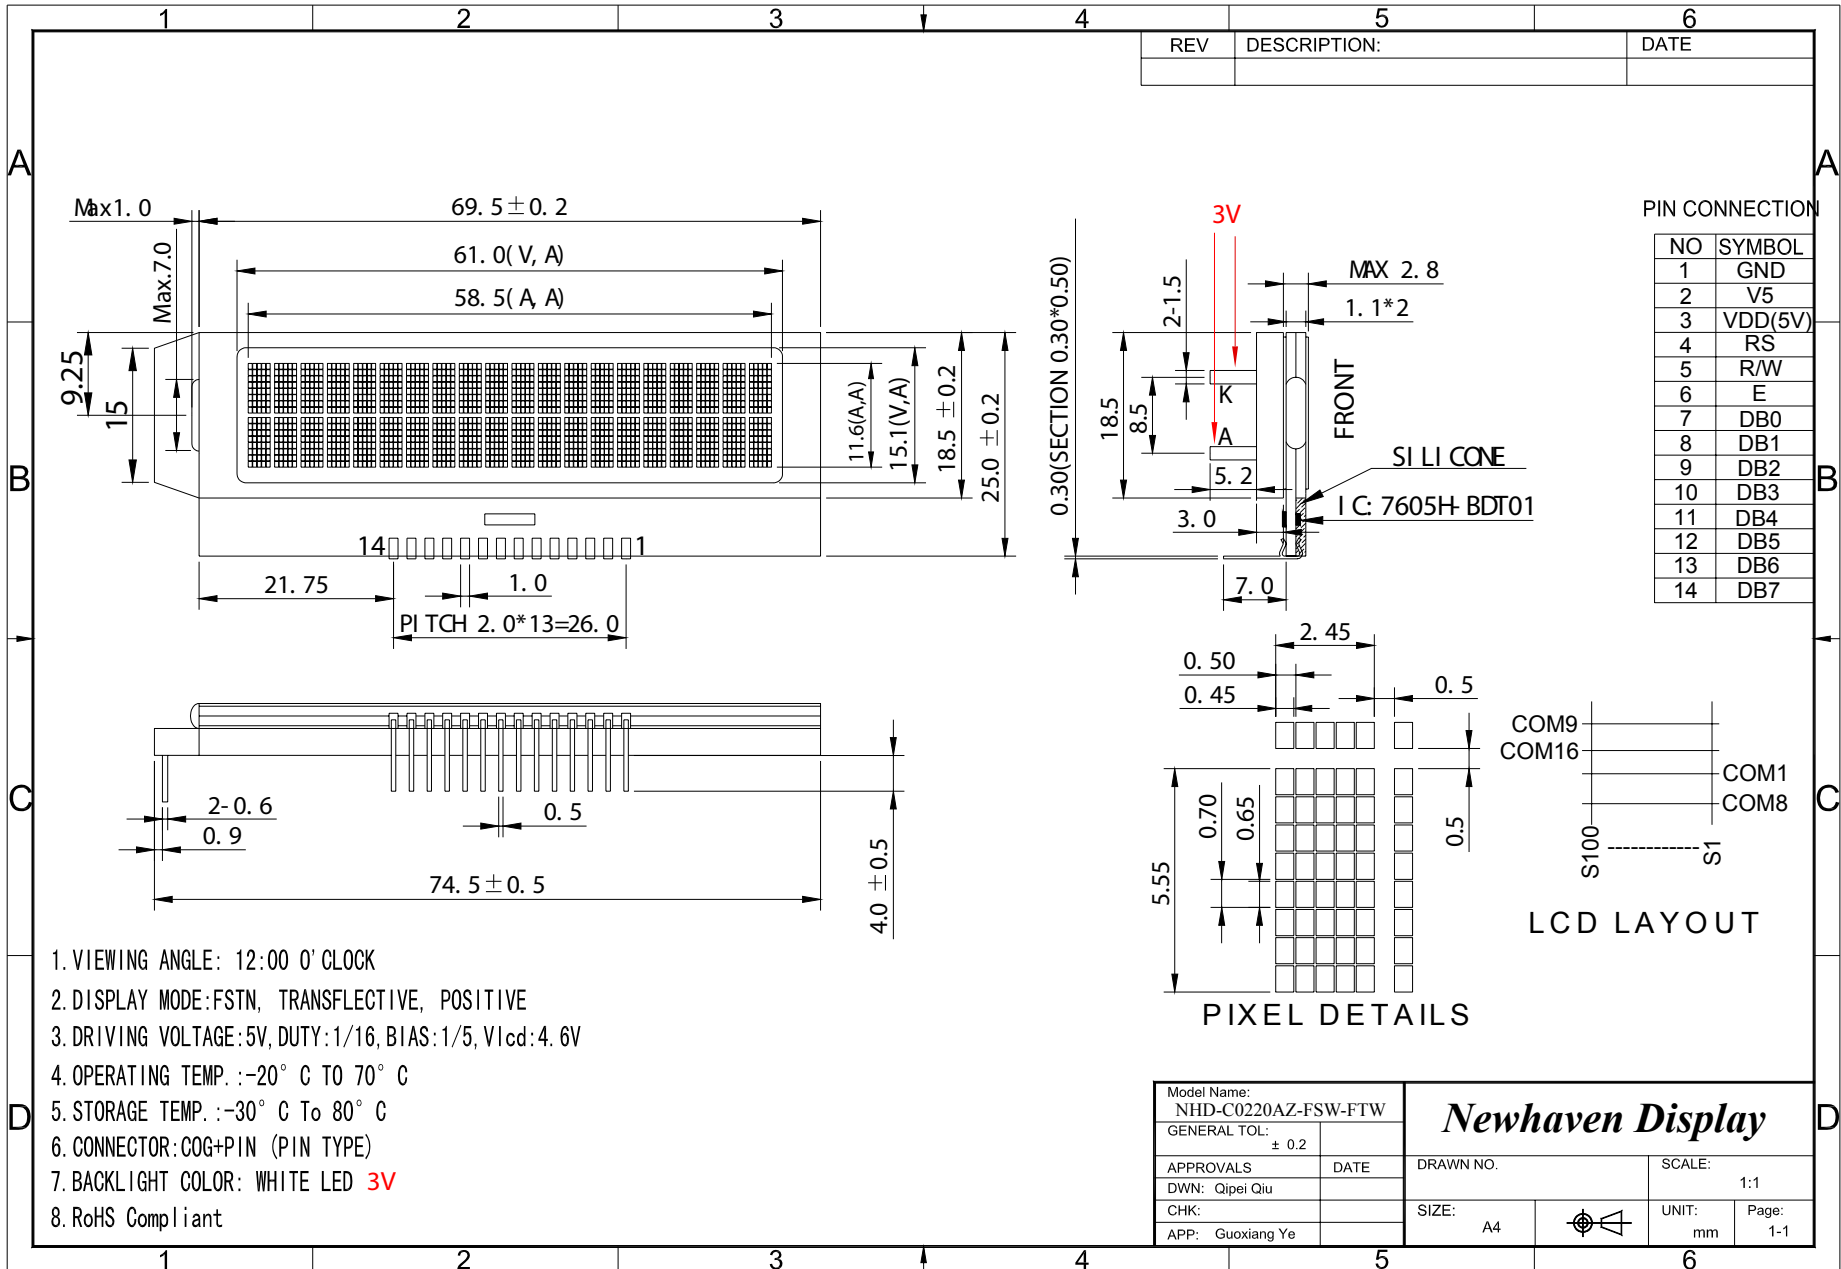 1 2 3 4 5 6
REV DESCRIPTION: DATE
A A
B B
C C
D D
Max1. 0
69. 5±0. 2
61. 0( V, A)
58. 5( A, A)
Max.7.0
9.25
15
11.6(A,A)
15.1(V,A)
18.5 ±0.2
25.0 ±0.2
14 1
21. 75
1. 0
PITCH 2. 0*13=26. 0
3V
0.30(SECTION 0.30*0.50)
2-1.5
MAX 2. 8
1. 1*2
18.5
8.5
K
A
FRONT
5. 2
SILICONE
3. 0
IC: 7605H-BDT01
7. 0
PIN CONNECTION
NO SYMBOL
1 GND
2 V5
3 VDD(5V)
4 RS
5 R/W
6 E
7 DB0
8 DB1
9 DB2
10 DB3
11 DB4
12 DB5
13 DB6
14 DB7
2-0. 6
0. 9
0. 5
74. 5±0. 5
4.0 ±0.5
2. 45
0. 50
0. 45
0. 5
0.70
0.65
0.5
5.55
PIXEL DETAILS
COM9
COM16
COM1
COM8
S100 ----------- S1
LCD LAYOUT
1. VIEWING ANGLE: 12:00 O'CLOCK
2. DISPLAY MODE:FSTN, TRANSFLECTIVE, POSITIVE
3. DRIVING VOLTAGE:5V, DUTY:1/16, BIAS:1/5, Vlcd:4.6V
4. OPERATING TEMP.:-20° C TO 70° C
5. STORAGE TEMP.:-30° C To 80° C
6. CONNECTOR:COG+PIN (PIN TYPE)
7. BACKLIGHT COLOR: WHITE LED 3V
8. RoHS Compliant
Model Name:
NHD-C0220AZ-FSW-FTW
Newhaven Display
GENERAL TOL:
± 0.2
APPROVALS DATE
DRAWN NO.
SCALE:
1:1
DWN: Qipei Qiu
CHK:
APP: Guoxiang Ye
SIZE:
A4
UNIT:
mm
Page:
1-1
1 2 3 5 6